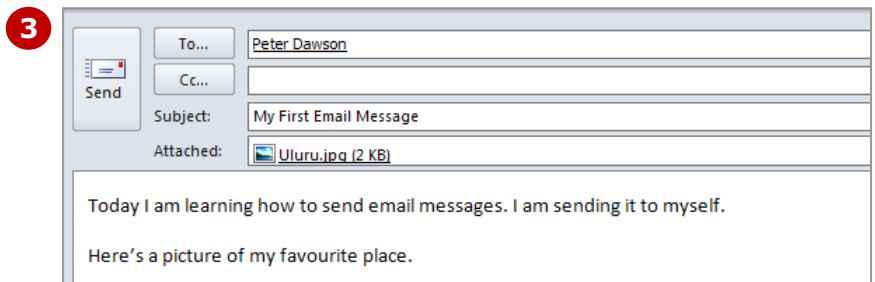 3
To...
Peter Dawson
Cc...
Send
Subject:
My First Email Message
Attached:
Uluru.jpg (2 KB)
Today I am learning how to send email messages. I am sending it to myself.
Here's a picture of my favourite place.